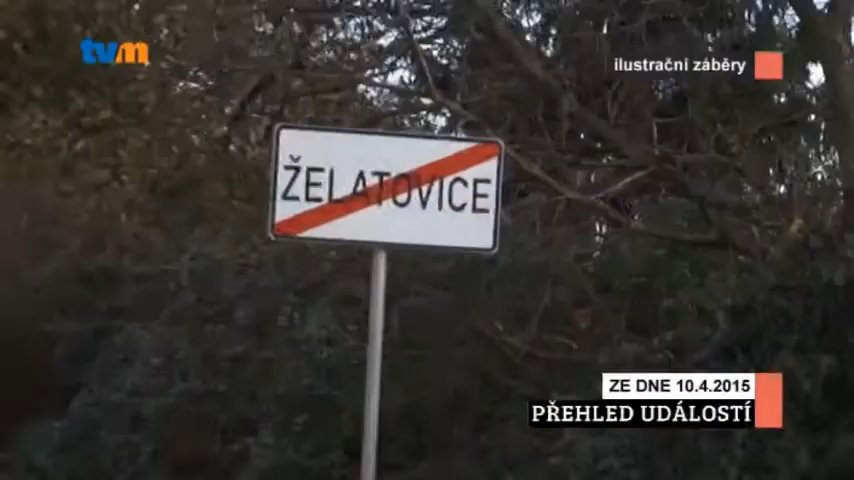 tvm
ilustrační záběry
ŽELATOVICE
ZE DNE 10.4.2015
PŘEHLED UDÁLOSTÍ